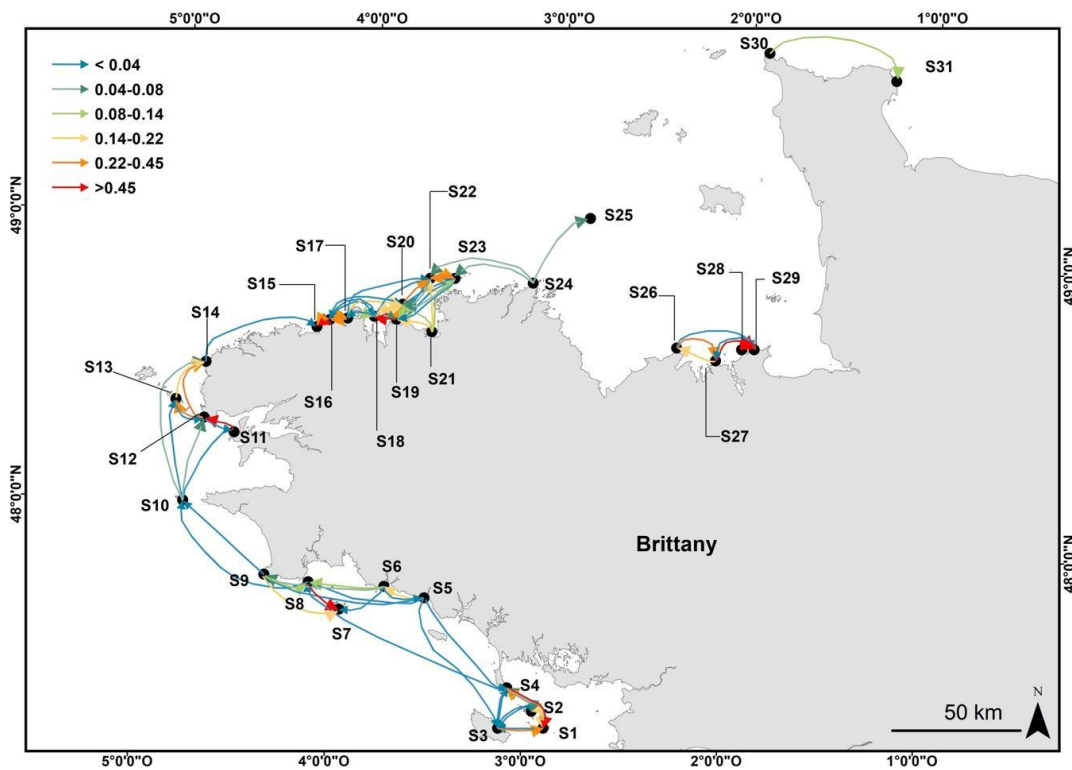 5°0'0"O 4°0'0"O 3°0'0"O 2°0'0"O 1°0'0"O
< 0.04
0.04-0.08
0.08-0.14
0.14-0.22
0.22-0.45
>0.45
S30
S31
49°0'0"N
S22
S25
S17
S20
S23
S15
S24
S28
S29
S26
48°0'0"N
S14
S13
S16
S19
S21
S18
S27
S11
S12
S10
48°0'0"N
Brittany
S9
S6
S5
S8
S7
S4
S2
S3
S1
N
50 km
5°0'0"O 4°0'0"O 3°0'0"O 2°0'0"O 1°0'0"O